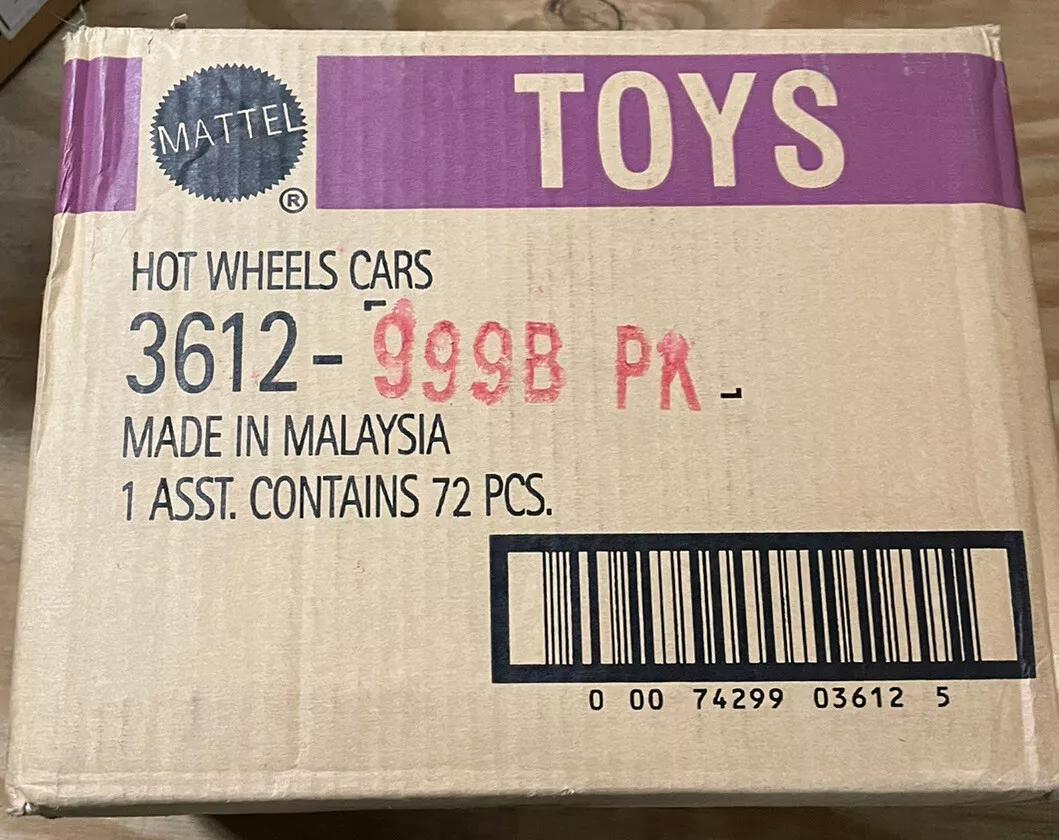 MATTEL ®
TOYS
HOT WHEELS CARS
3612-999B PK
MADE IN MALAYSIA
1 ASST. CONTAINS 72 PCS.
0 00 74299 03612 5